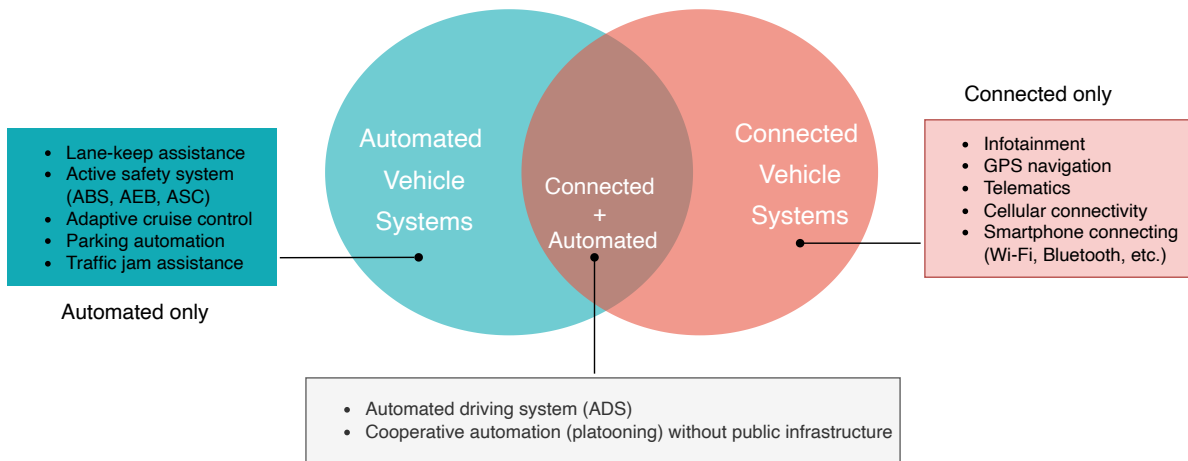 Automated
Vehicle
Systems
Connected
+
Automated
Connected
Vehicle
Systems
• Lane-keep assistance
• Active safety system
(ABS, AEB, ASC)
• Adaptive cruise control
• Parking automation
• Traffic jam assistance
Automated only
Connected only
• Infotainment
• GPS navigation
• Telematics
• Cellular connectivity
• Smartphone connecting
(Wi-Fi, Bluetooth, etc.)
• Automated driving system (ADS)
• Cooperative automation (platooning) without public infrastructure